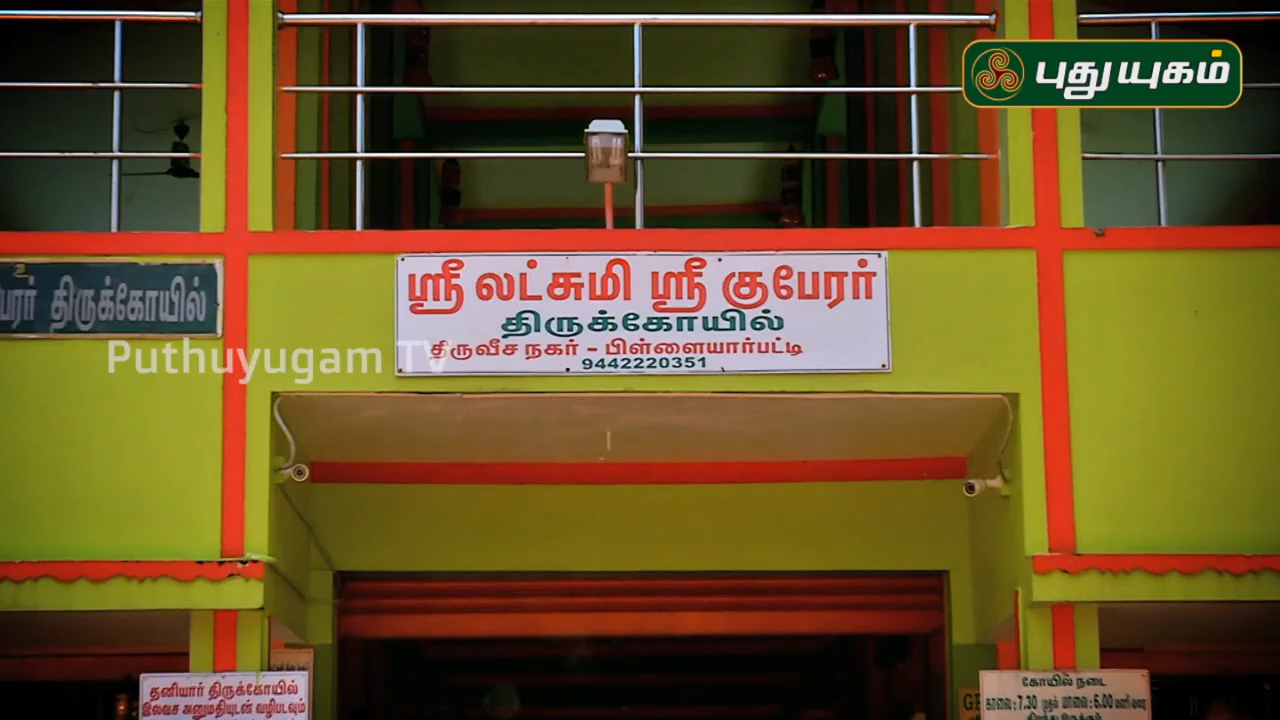 புதுயுகம்
ஸ்ரீ லட்சுமி ஸ்ரீ குபேரர்
திருக்கோயில்
திருவீச நகர் - பிள்ளையார்பட்டி
9442220351
திருக்கோயில்
Puthuyugam TV
தனியார் திருக்கோயில்
இலவச அனுமதியுடன் வழிபடவும்
கோயில் நடை
காலை : 7.30 முதல் மாலை : 6.00 மணி வரை